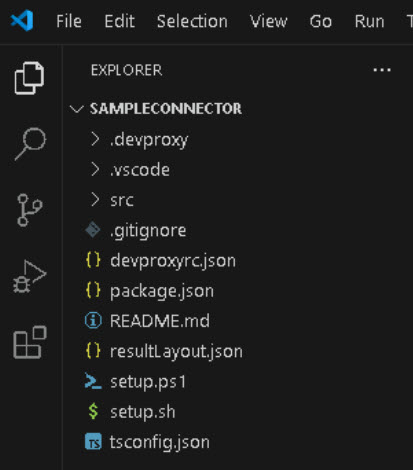 File Edit Selection View Go Run T
EXPLORER ...
SAMPLECONNECTOR
.devproxy
.vscode
src
.gitignore
{} devproxyrc.json
{} package.json
README.md
{} resultLayout.json
setup.ps1
$ setup.sh
TS tsconfig.json